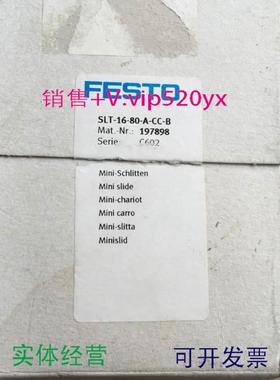 FESTO
销售+V:vip520yx
SLT-16-80-A-CC-B
Mat.-Nr.: 197898
Serie: C602
Mini-Schlitten
Mini slide
Mini-chariot
Mini carro
Mini-slitta
Minislid
实体经营 可开发票